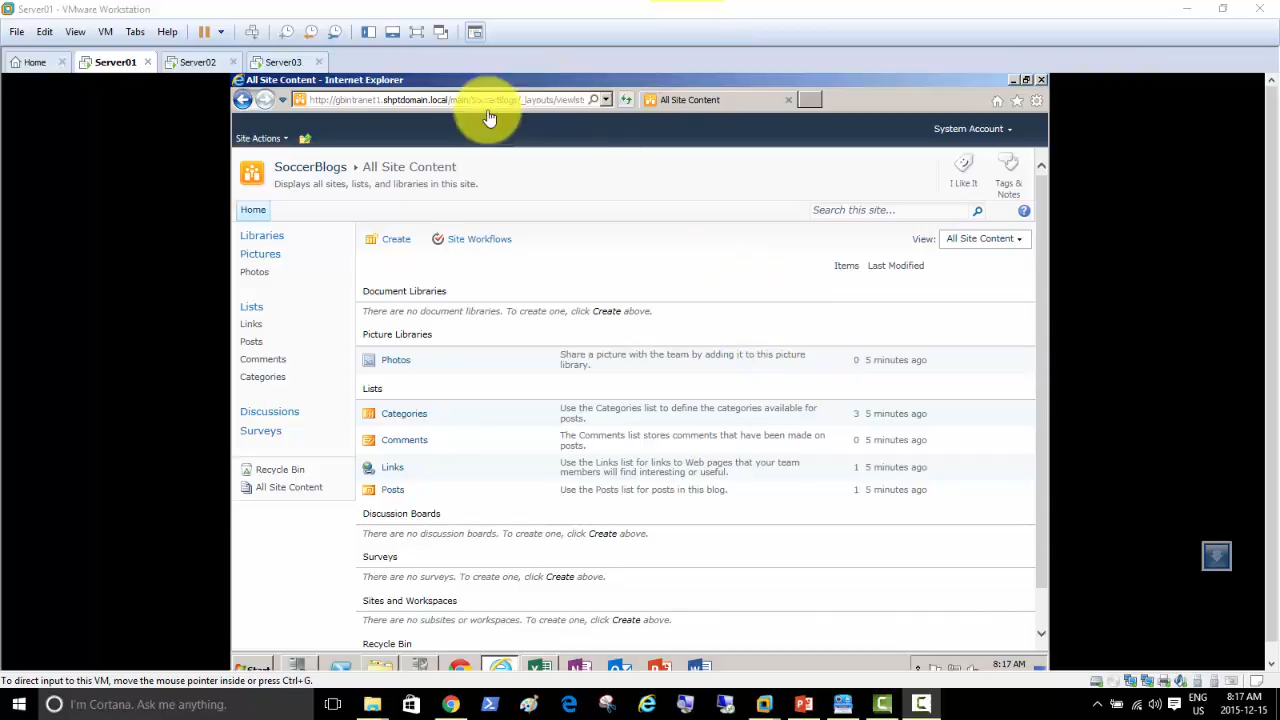 Server01 - VMware Workstation
File Edit View VM Tabs Help
Home Server01 Server02 Server03
All Site Content - Internet Explorer
http://gbintranet1.shptdomain.local/main/SoccerBlogs/_layouts/viewlsts All Site Content
Site Actions System Account
SoccerBlogs All Site Content
Displays all sites, lists, and libraries in this site.
I Like It Tags & Notes
Home Search this site...
Libraries
Pictures
Photos
Lists
Links
Posts
Comments
Categories
Discussions
Surveys
Recycle Bin
All Site Content
Create Site Workflows View: All Site Content
Items Last Modified
Document Libraries
There are no document libraries. To create one, click Create above.
Picture Libraries
Photos Share a picture with the team by adding it to this picture library. 0 5 minutes ago
Lists
Categories Use the Categories list to define the categories available for posts. 3 5 minutes ago
Comments The Comments list stores comments that have been made on posts. 0 5 minutes ago
Links Use the Links list for links to Web pages that your team members will find interesting or useful. 1 5 minutes ago
Posts Use the Posts list for posts in this blog. 1 5 minutes ago
Discussion Boards
There are no discussion boards. To create one, click Create above.
Surveys
There are no surveys. To create one, click Create above.
Sites and Workspaces
There are no subsites or workspaces. To create one, click Create above.
Recycle Bin
Start 8:17 AM
To direct input to this VM, move the mouse pointer inside or press Ctrl+G.
I'm Cortana. Ask me anything.
ENG 8:17 AM
US 2015-12-15